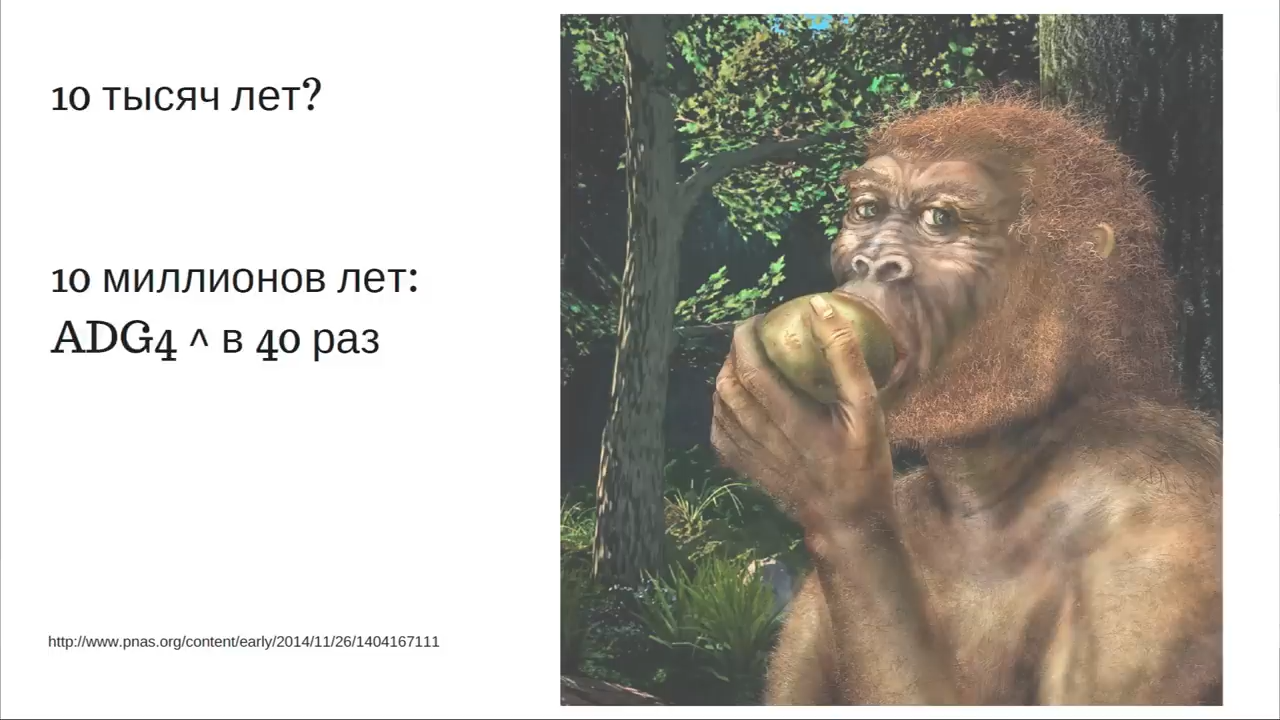 10 тысяч лет?
10 миллионов лет:
ADG4 ^ в 40 раз
http://www.pnas.org/content/early/2014/11/26/1404167111